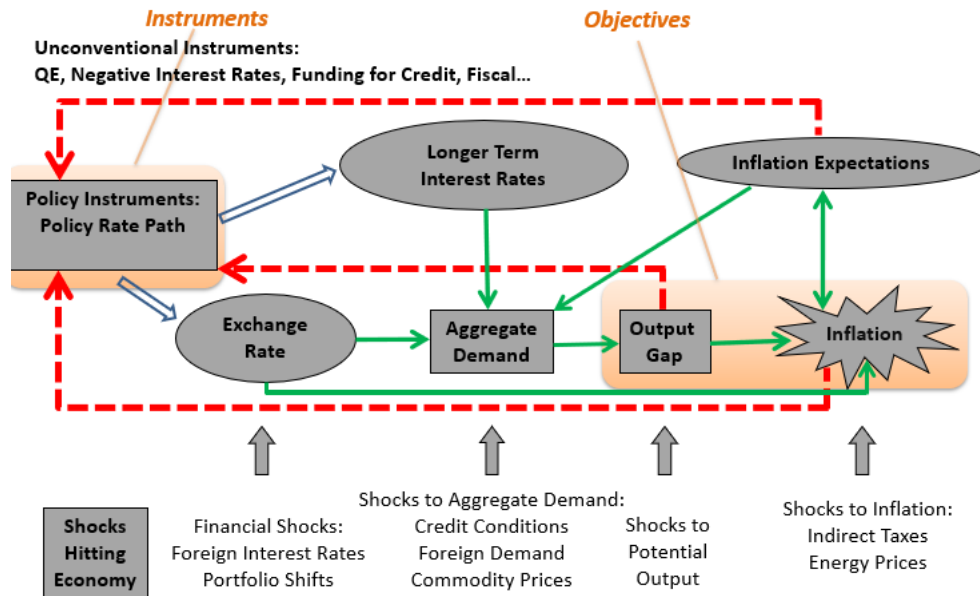 Instruments
Objectives
Unconventional Instruments:
QE, Negative Interest Rates, Funding for Credit, Fiscal...
Longer Term
Interest Rates
Inflation Expectations
Policy Instruments:
Policy Rate Path
Exchange
Rate
Aggregate
Demand
Output
Gap
Inflation
Shocks
Hitting
Economy
Financial Shocks:
Foreign Interest Rates
Portfolio Shifts
Shocks to Aggregate Demand:
Credit Conditions
Foreign Demand
Commodity Prices
Shocks to
Potential
Output
Shocks to Inflation:
Indirect Taxes
Energy Prices